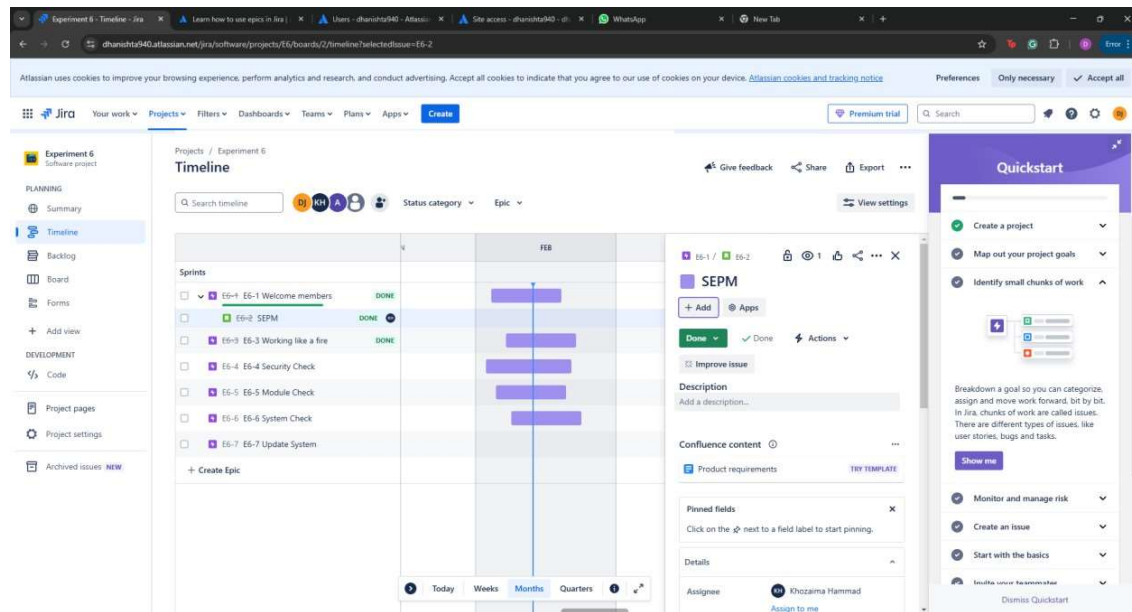 Experiment 6 - Timeline - Jira
Learn how to use epics in Jira |
Users - dhanishta940 - Atlassia
Site access - dhanishta940 - dh
WhatsApp
New Tab
dhanishta940.atlassian.net/jira/software/projects/E6/boards/2/timeline?selectedIssue=E6-2
Error
Atlassian uses cookies to improve your browsing experience, perform analytics and research, and conduct advertising. Accept all cookies to indicate that you agree to our use of cookies on your device. Atlassian cookies and tracking notice
Preferences
Only necessary
Accept all
Jira
Your work
Projects
Filters
Dashboards
Teams
Plans
Apps
Create
Premium trial
Search
DJ
Experiment 6
Software project
PLANNING
Summary
Timeline
Backlog
Board
Forms
Add view
DEVELOPMENT
Code
Project pages
Project settings
Archived issues NEW
Projects / Experiment 6
Timeline
Give feedback
Share
Export
Search timeline
DJ KH A
Status category
Epic
View settings
FEB
Sprints
E6-1 E6-1 Welcome members DONE
E6-2 SEPM DONE KH
E6-3 E6-3 Working like a fire DONE
E6-4 E6-4 Security Check
E6-5 E6-5 Module Check
E6-6 E6-6 System Check
E6-7 E6-7 Update System
+ Create Epic
Today
Weeks
Months
Quarters
E6-1 / E6-2
1
SEPM
+ Add
Apps
Done
Done
Actions
Improve issue
Description
Add a description...
Confluence content
Product requirements
TRY TEMPLATE
Pinned fields
Click on the next to a field label to start pinning.
Details
Assignee
KH Khozaima Hammad
Assign to me
Quickstart
Create a project
Map out your project goals
Identify small chunks of work
Breakdown a goal so you can categorize,
assign and move work forward, bit by bit.
In Jira, chunks of work are called issues.
There are different types of issues, like
user stories, bugs and tasks.
Show me
Monitor and manage risk
Create an issue
Start with the basics
Invite your teammates
Dismiss Quickstart